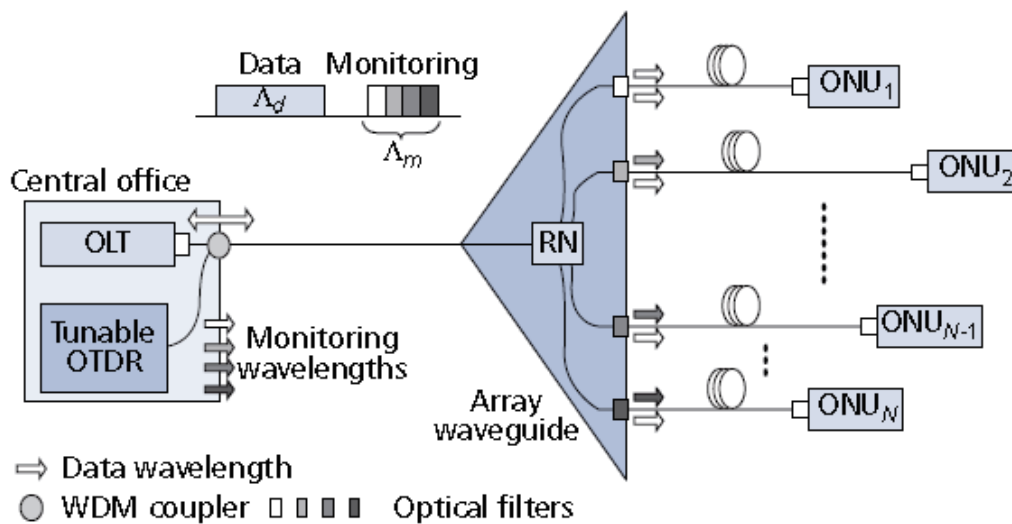 Data
Monitoring
Λd
Λm
Central office
OLT
Tunable
OTDR
Monitoring
wavelengths
RN
Array
waveguide
ONU1
ONU2
ONUN-1
ONUN
Data wavelength
WDM coupler
Optical filters